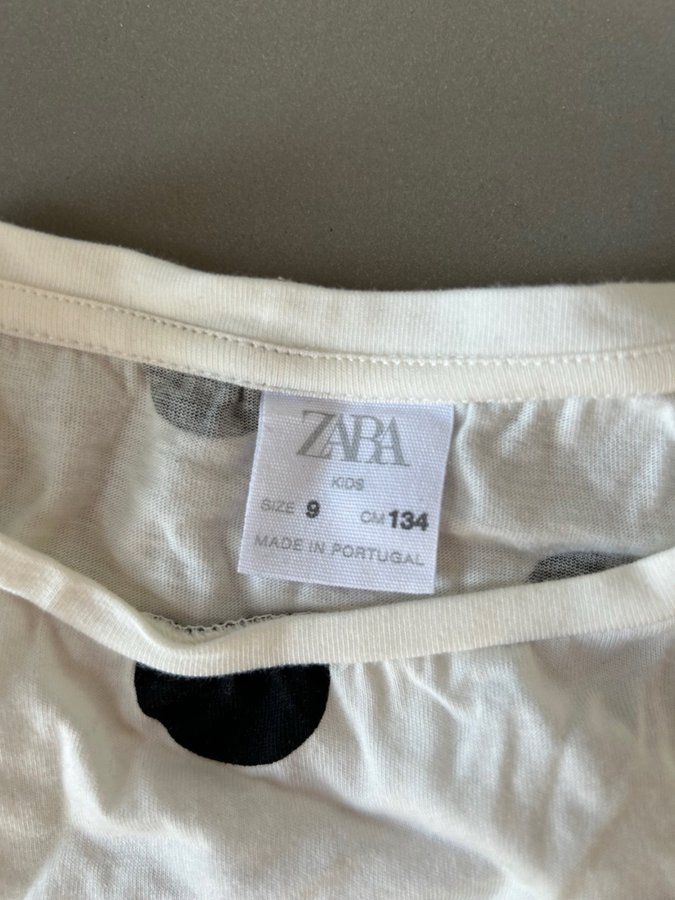 ZARA
KIDS
SIZE 9 CM 134
MADE IN PORTUGAL